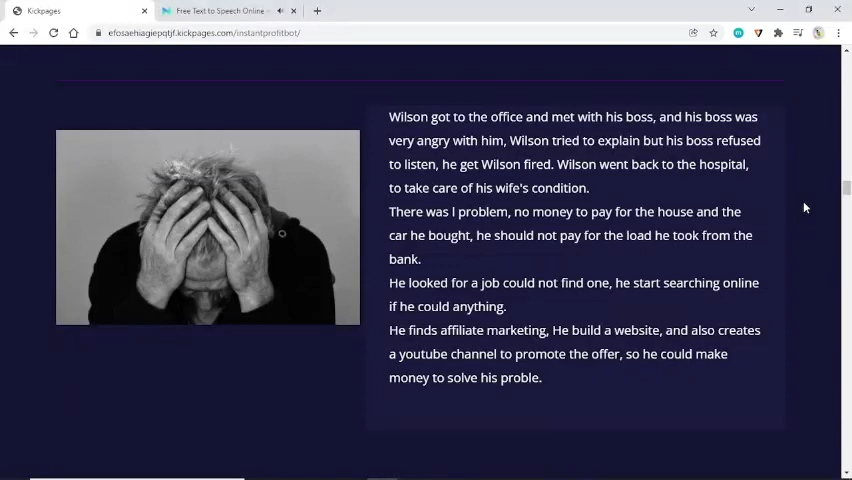 Kickpages
Free Text to Speech Online
efosaehiagiepqtjf.kickpages.com/instantprofitbot/
Wilson got to the office and met with his boss, and his boss was
very angry with him, Wilson tried to explain but his boss refused
to listen, he get Wilson fired. Wilson went back to the hospital,
to take care of his wife's condition.
There was l problem, no money to pay for the house and the
car he bought, he should not pay for the load he took from the
bank.
He looked for a job could not find one, he start searching online
if he could anything.
He finds affiliate marketing, He build a website, and also creates
a youtube channel to promote the offer, so he could make
money to solve his proble.